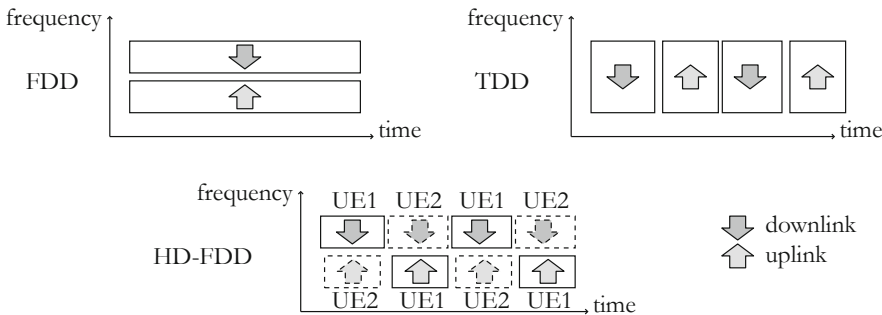 frequency
FDD
time
frequency
TDD
time
frequency
UE1 UE2 UE1 UE2
HD-FDD
UE2 UE1 UE2 UE1
time
downlink
uplink